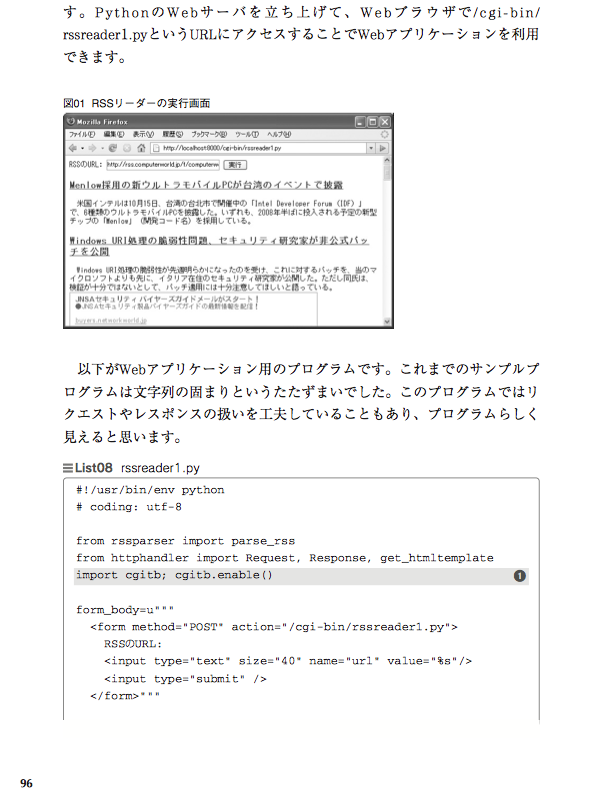 す。PythonのWebサーバを立ち上げて、Webブラウザで/cgi-bin/
rssreader1.pyというURLにアクセスすることでWebアプリケーションを利用
できます。
図01 RSSリーダーの実行画面
Mozilla Firefox
ファイル(F) 編集(E) 表示(V) 履歴(S) ブックマーク(B) ツール(T) ヘルプ(H)
http://localhost:8000/cgi-bin/rssreader1.py
RSSのURL: http://rss.computerworld.jp/f/computerw 実行
Menlow採用の新ウルトラモバイルPCが台湾のイベントで披露
米国インテルは10月15日、台湾の台北市で開催中の「Intel Developer Forum (IDF) 」
で、6種類のウルトラモバイルPCを披露した。いずれも、2008年半ばに投入される予定の新型
チップの「Menlow」（開発コード名）を採用している。
Windows URI処理の脆弱性問題、セキュリティ研究家が非公式パッ
チを公開
Windows URI処理の脆弱性が先週明らかになったのを受け、これに対するパッチを、当のマ
イクロソフトよりも先に、イタリア在住のセキュリティ研究家が公開した。ただし同氏は、
検証が十分ではないとして、パッチ適用には十分注意してほしいと語っている。
JNSAセキュリティ バイヤーズガイドメールがスタート！
●JNSAセキュリティ製品バイヤーズガイドの最新情報を配信！
buyers.networkworld.jp
以下がWebアプリケーション用のプログラムです。これまでのサンプルプ
ログラムは文字列の固まりというたたずまいでした。このプログラムではリ
クエストやレスポンスの扱いを工夫していることもあり、プログラムらしく
見えると思います。
List08 rssreader1.py
#!/usr/bin/env python
# coding: utf-8
from rssparser import parse_rss
from httphandler import Request, Response, get_htmltemplate
import cgitb; cgitb.enable() 1
form_body=u"""
<form method="POST" action="/cgi-bin/rssreader1.py">
RSSのURL:
<input type="text" size="40" name="url" value="%s"/>
<input type="submit" />
</form>"""
96